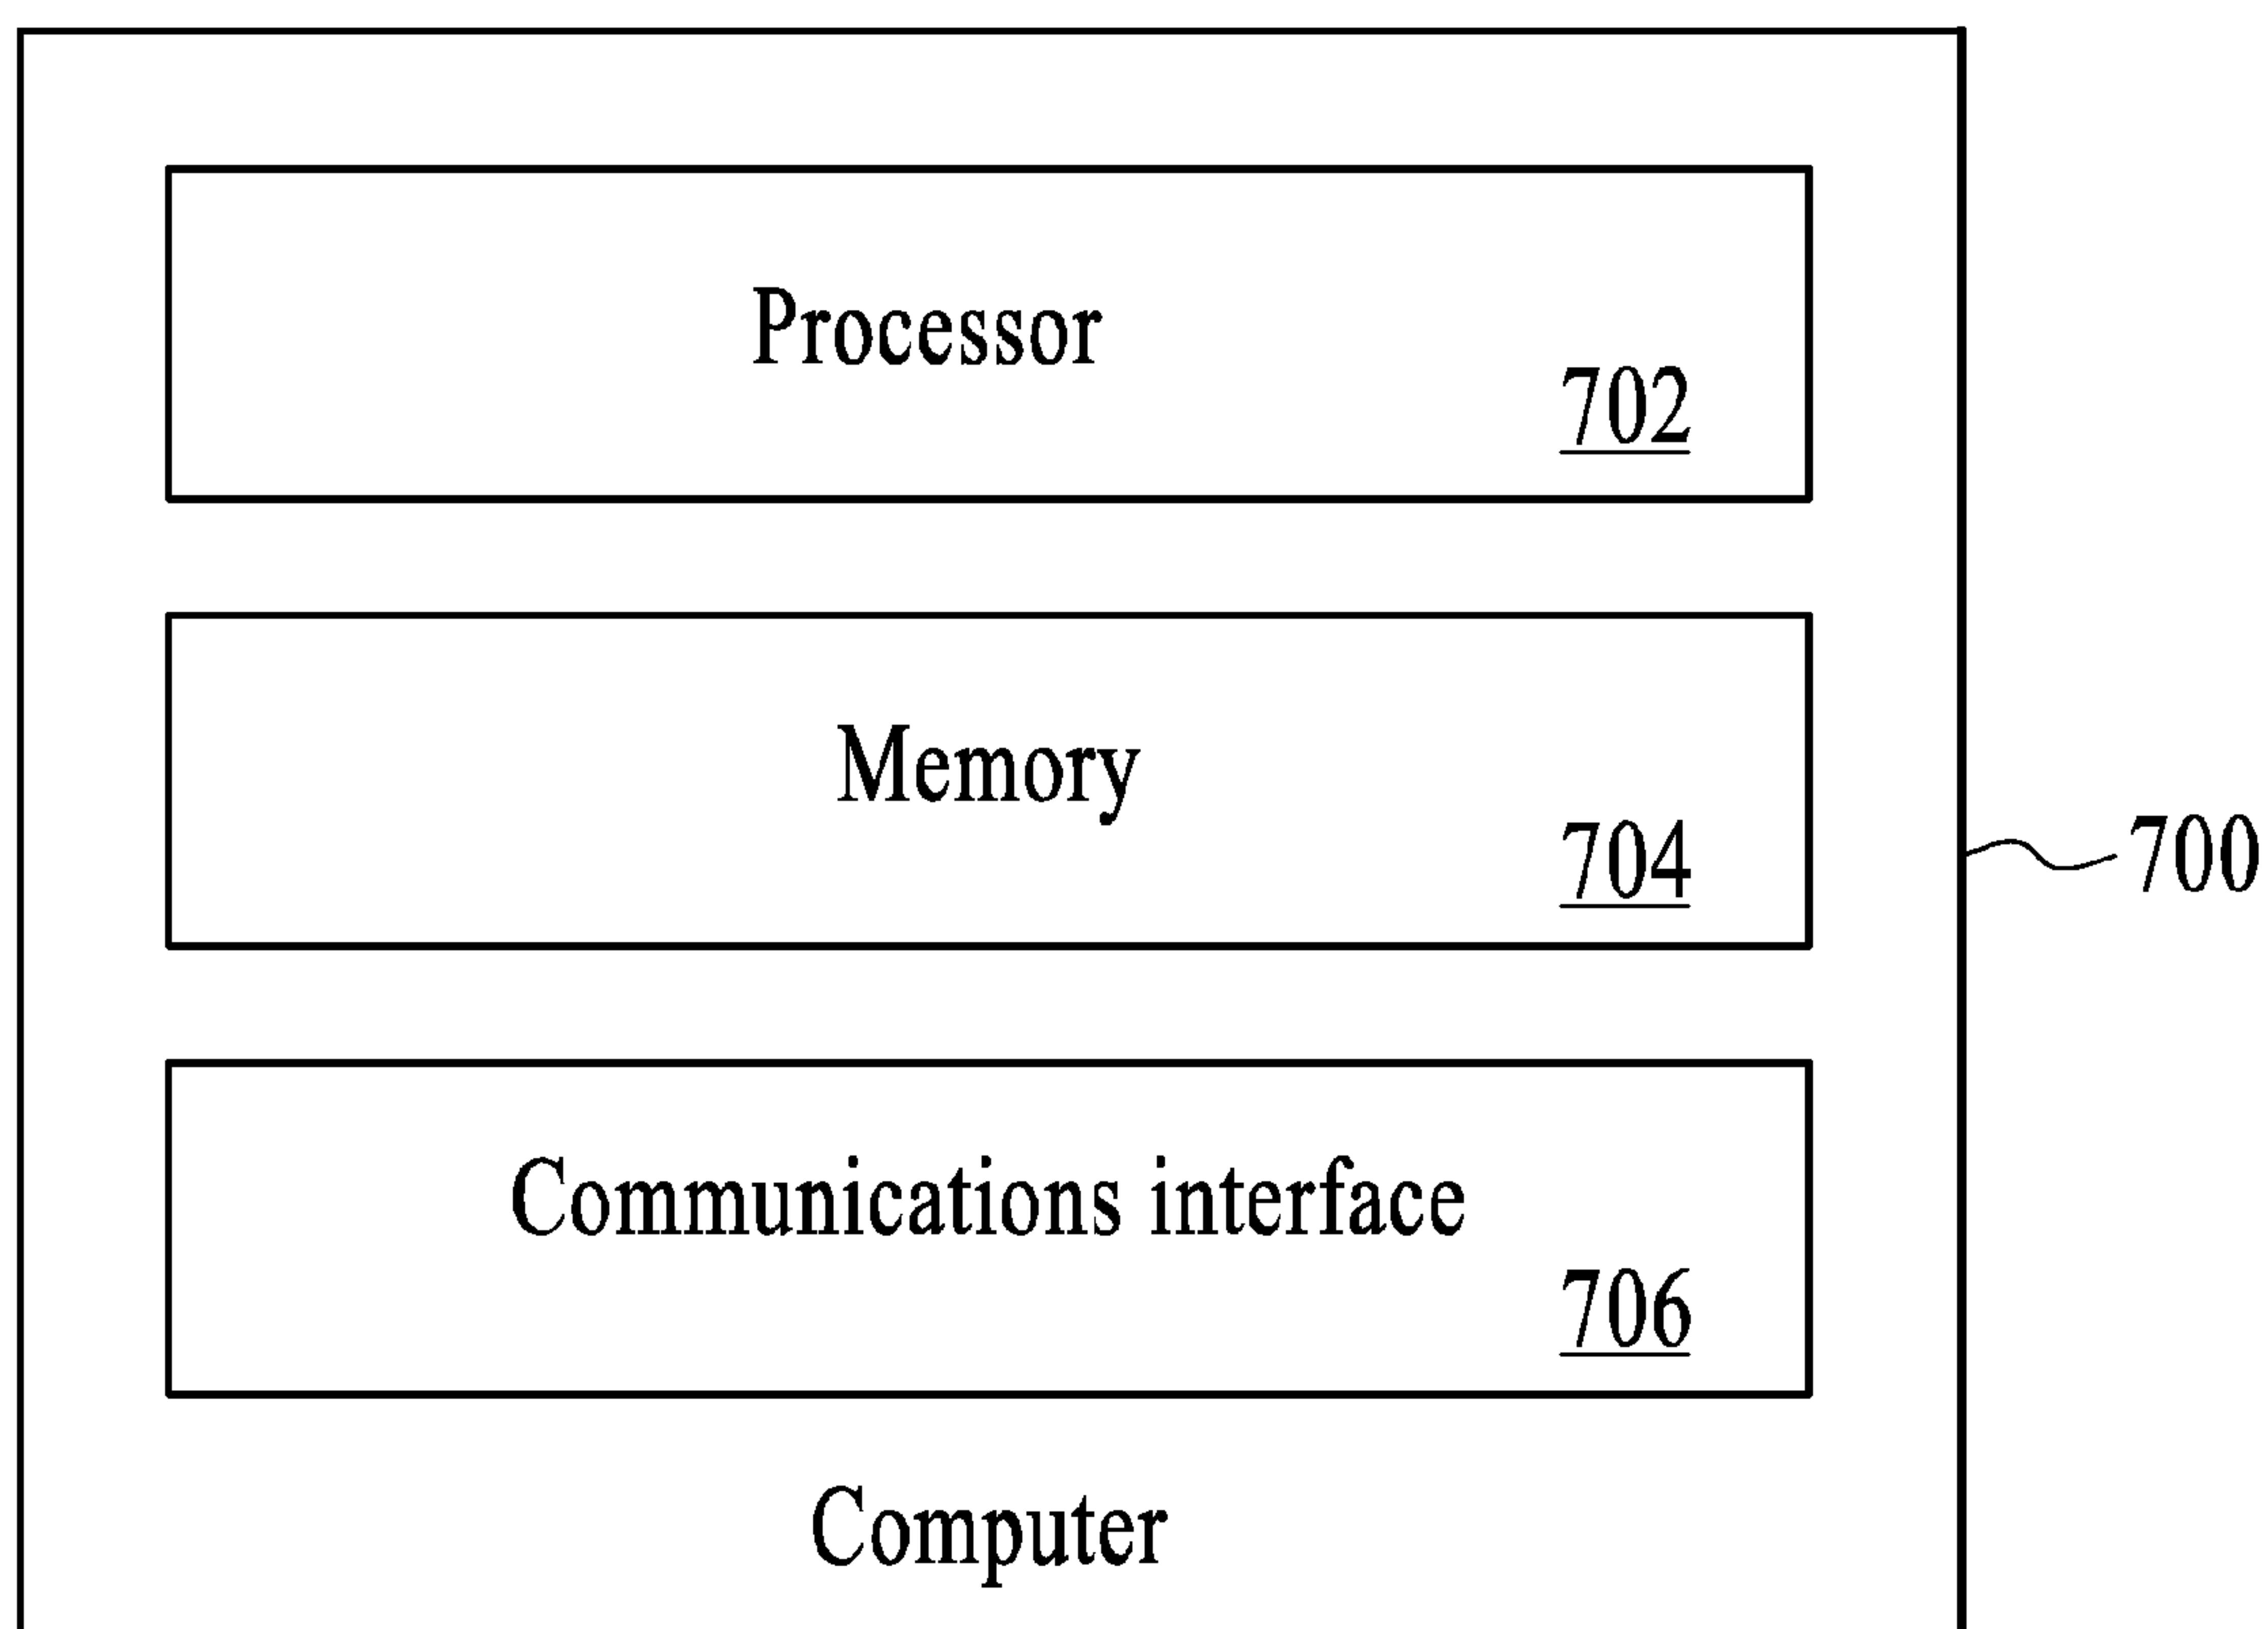 Processor
702
Memory
704
700
Communications interface
706
Computer